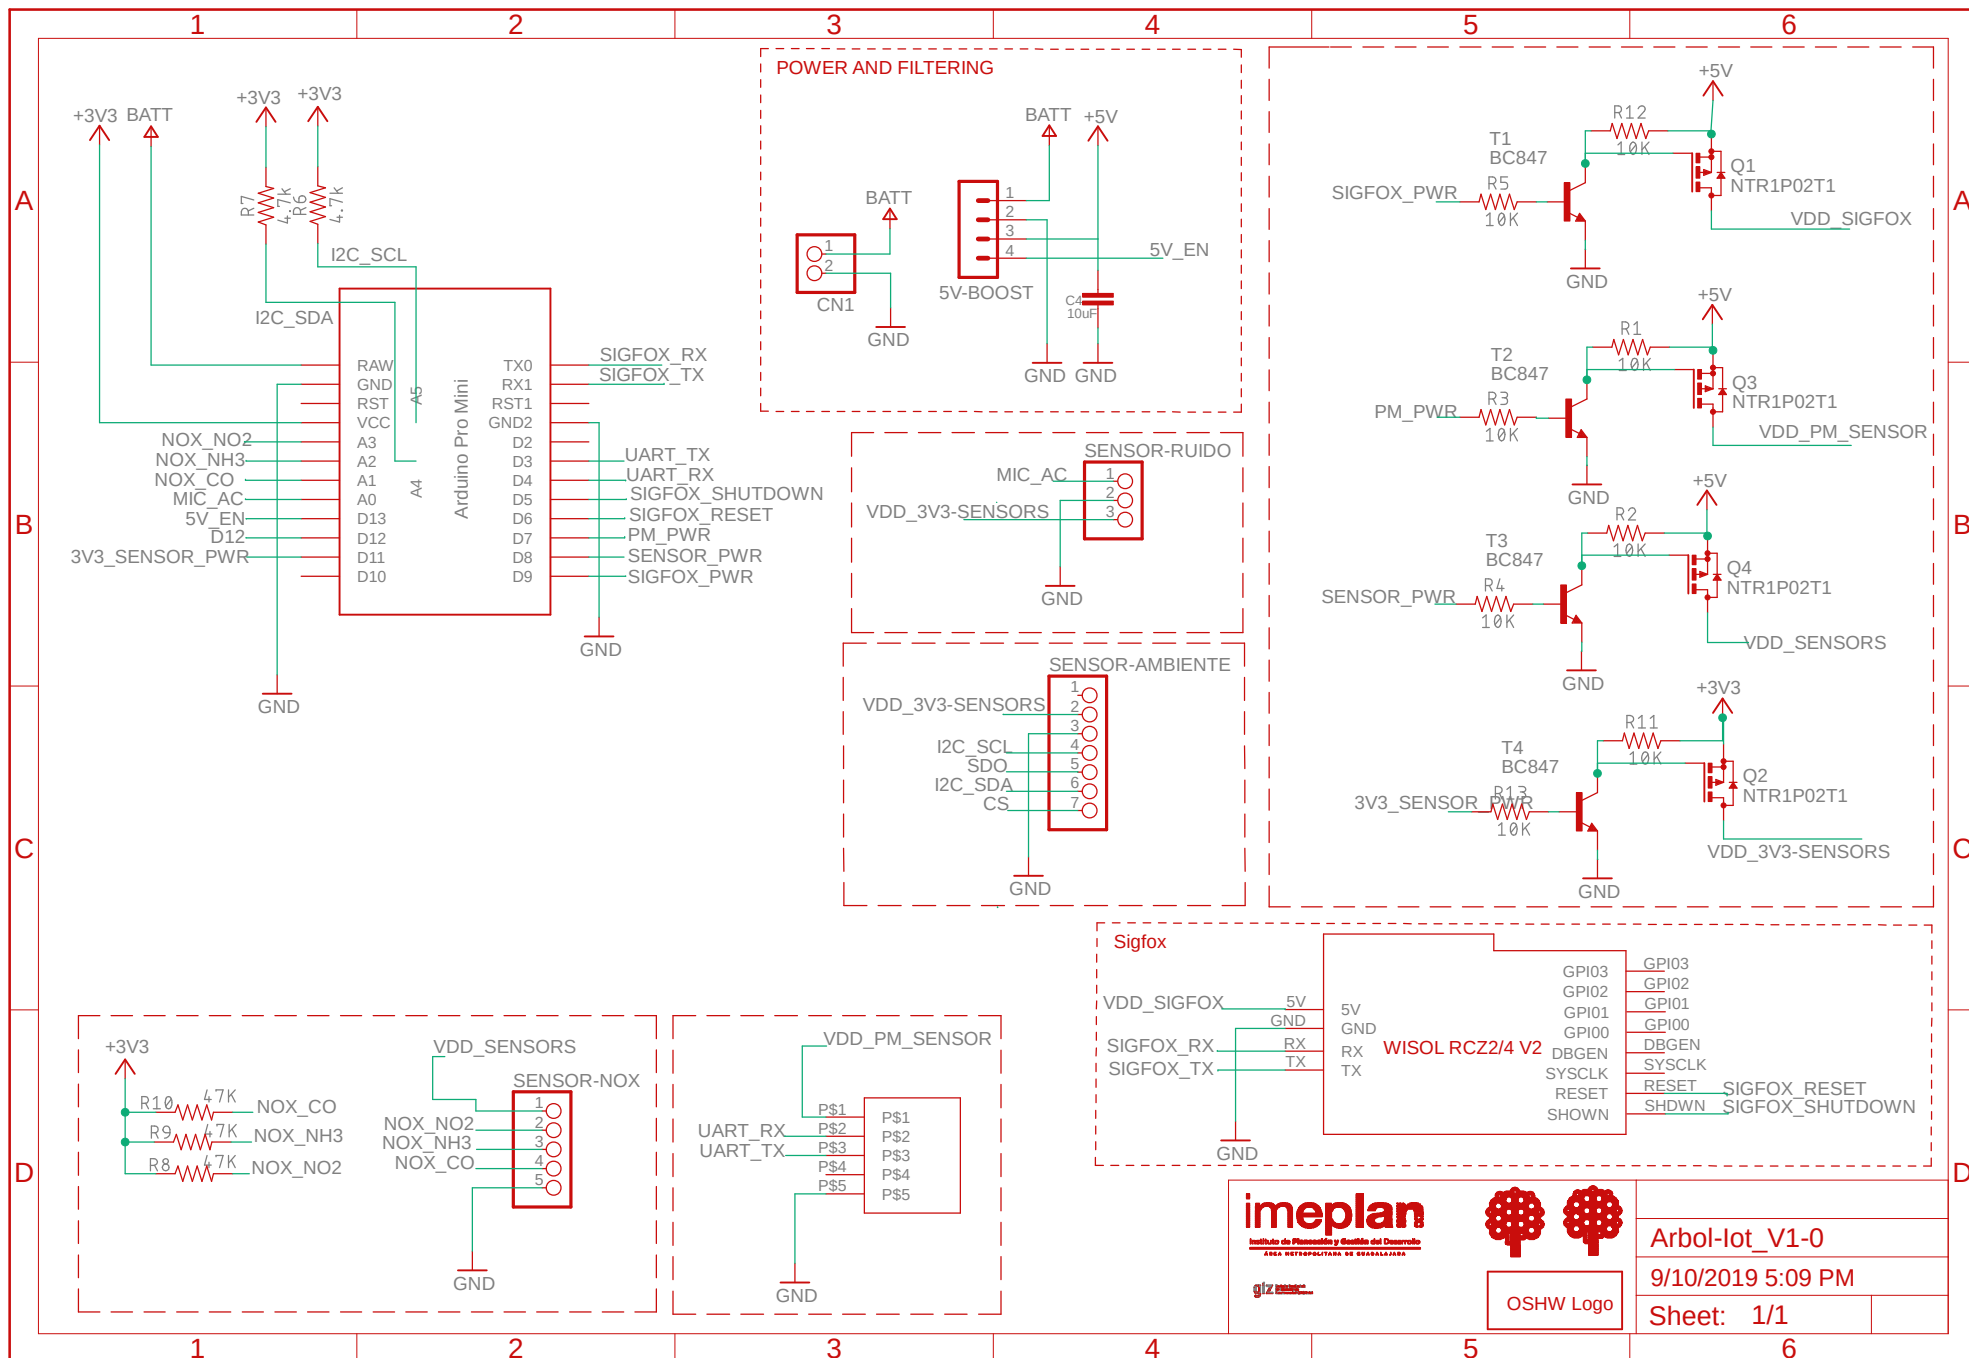 1 2 3 4 5 6
A
B
C
D
+3V3 BATT
+3V3 +3V3
R7
4.7k
R6
4.7k
I2C_SCL
I2C_SDA
Arduino Pro Mini
A5
A4
RAW
GND
RST
VCC
NOX_NO2 A3
NOX_NH3 A2
NOX_CO A1
MIC_AC A0
5V_EN D13
D12 D12
3V3_SENSOR_PWR D11
D10
TX0 SIGFOX_RX
RX1 SIGFOX_TX
RST1
GND2
D2
D3 UART_TX
D4 UART_RX
D5 SIGFOX_SHUTDOWN
D6 SIGFOX_RESET
D7 PM_PWR
D8 SENSOR_PWR
D9 SIGFOX_PWR
GND
GND
POWER AND FILTERING
BATT
1
2
CN1
GND
BATT +5V
1
2
3
4
5V_EN
5V-BOOST
C4
10uF
GND GND
SENSOR-RUIDO
MIC_AC 1
2
VDD_3V3-SENSORS 3
GND
SENSOR-AMBIENTE
1
VDD_3V3-SENSORS 2
3
I2C_SCL 4
SDO 5
I2C_SDA 6
CS 7
GND
+5V
R12
10K
T1
BC847
Q1
NTR1P02T1
SIGFOX_PWR
R5
10K
VDD_SIGFOX
GND
+5V
R1
10K
T2
BC847
Q3
NTR1P02T1
PM_PWR
R3
10K
VDD_PM_SENSOR
GND
+5V
R2
10K
T3
BC847
Q4
NTR1P02T1
SENSOR_PWR
R4
10K
VDD_SENSORS
GND
+3V3
R11
10K
T4
BC847
Q2
NTR1P02T1
3V3_SENSOR_PWR
R13
10K
VDD_3V3-SENSORS
GND
Sigfox
WISOL RCZ2/4 V2
VDD_SIGFOX 5V 5V
GND GND
SIGFOX_RX RX RX
SIGFOX_TX TX TX
GND
GPI03 GPI03
GPI02 GPI02
GPI01 GPI01
GPI00 GPI00
DBGEN DBGEN
SYSCLK SYSCLK
RESET RESET SIGFOX_RESET
SHOWN SHDWN SIGFOX_SHUTDOWN
+3V3
R10 47K NOX_CO
R9 47K NOX_NH3
R8 47K NOX_NO2
VDD_SENSORS
SENSOR-NOX
1
NOX_NO2 2
NOX_NH3 3
NOX_CO 4
5
GND
VDD_PM_SENSOR
P$1 P$1
UART_RX P$2 P$2
UART_TX P$3 P$3
P$4 P$4
P$5 P$5
GND
imeplan
Instituto de Planeación y Gestión del Desarrollo
ÁREA METROPOLITANA DE GUADALAJARA
giz
OSHW Logo
Arbol-Iot_V1-0
9/10/2019 5:09 PM
Sheet: 1/1
A
B
C
D
1 2 3 4 5 6